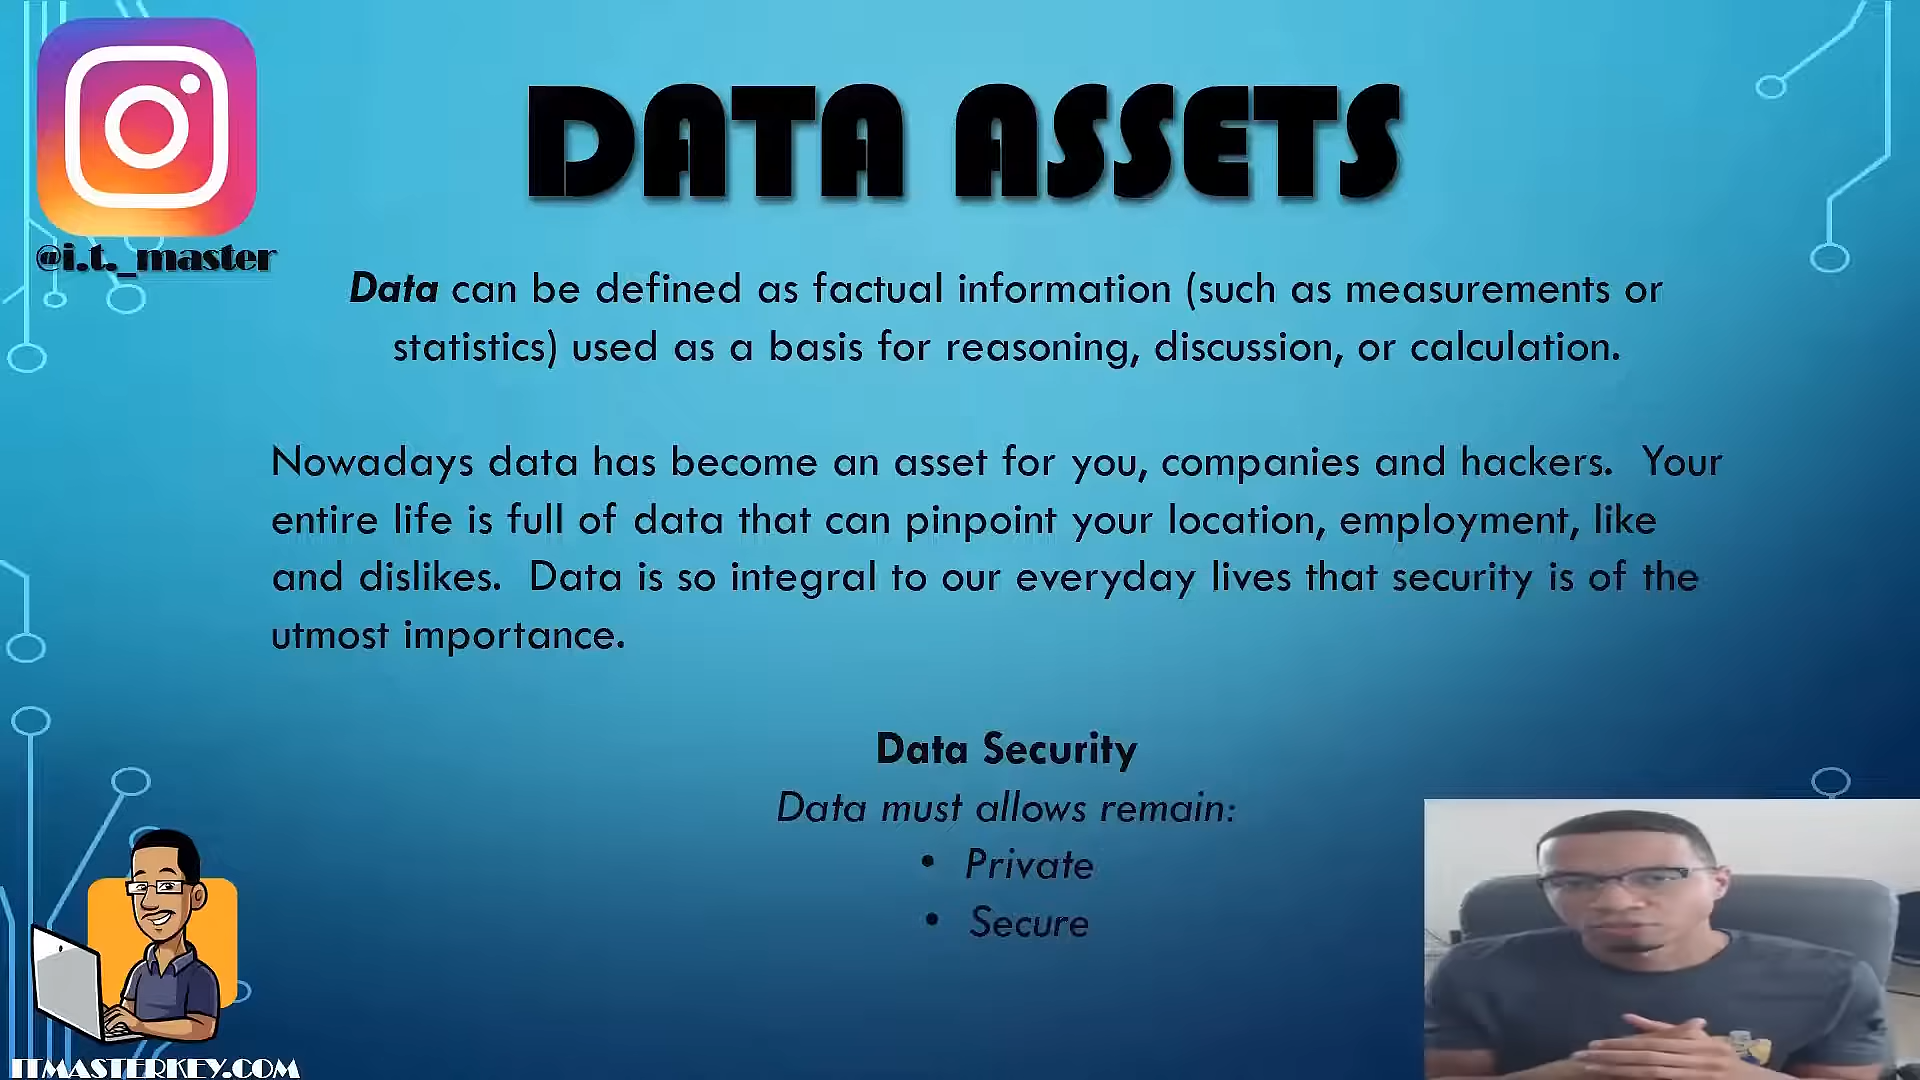 DATA ASSETS
@i.t._master
Data can be defined as factual information (such as measurements or
statistics) used as a basis for reasoning, discussion, or calculation.
Nowadays data has become an asset for you, companies and hackers. Your
entire life is full of data that can pinpoint your location, employment, like
and dislikes. Data is so integral to our everyday lives that security is of the
utmost importance.
Data Security
Data must allows remain:
• Private
• Secure
ITMASTERKEY.COM